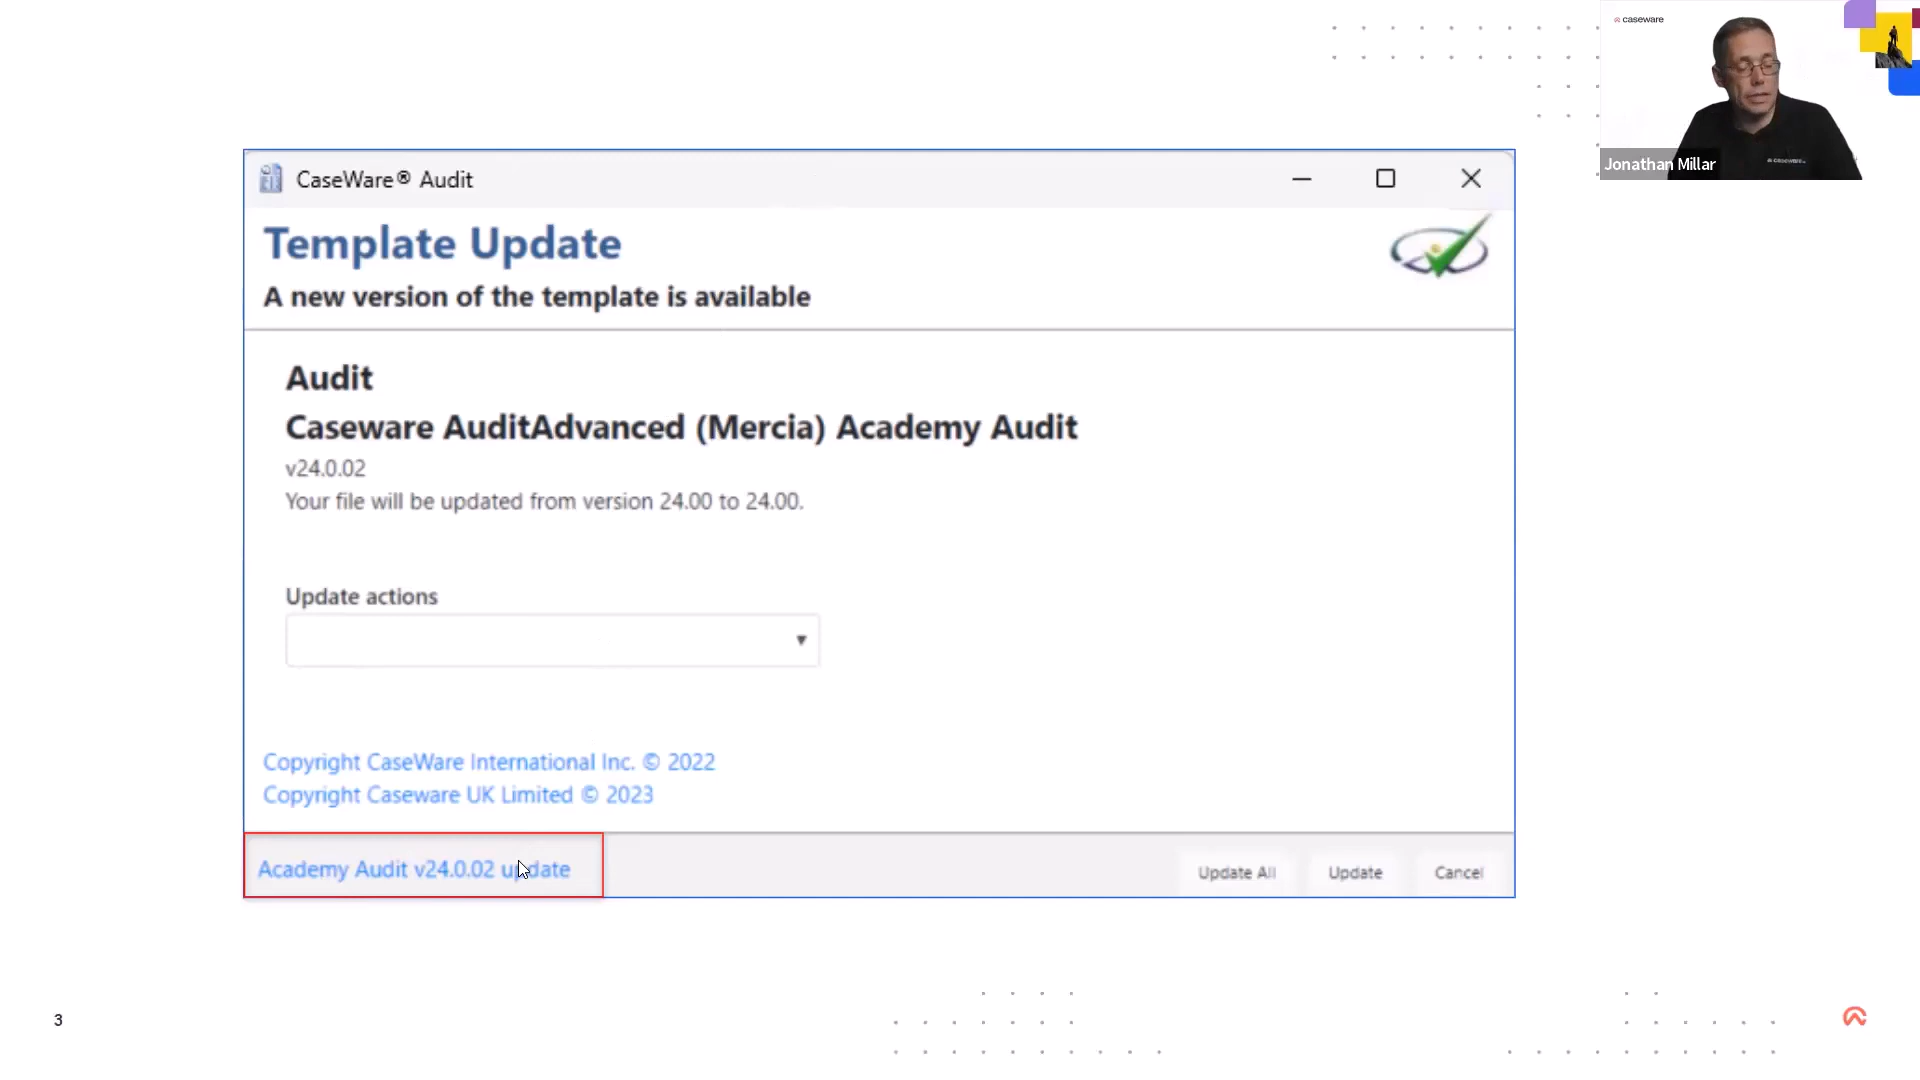 caseware
Jonathan Millar
CaseWare® Audit
Template Update
A new version of the template is available
Audit
Caseware AuditAdvanced (Mercia) Academy Audit
v24.0.02
Your file will be updated from version 24.00 to 24.00.
Update actions
Copyright CaseWare International Inc. © 2022
Copyright Caseware UK Limited © 2023
Academy Audit v24.0.02 update
Update All
Update
Cancel
3